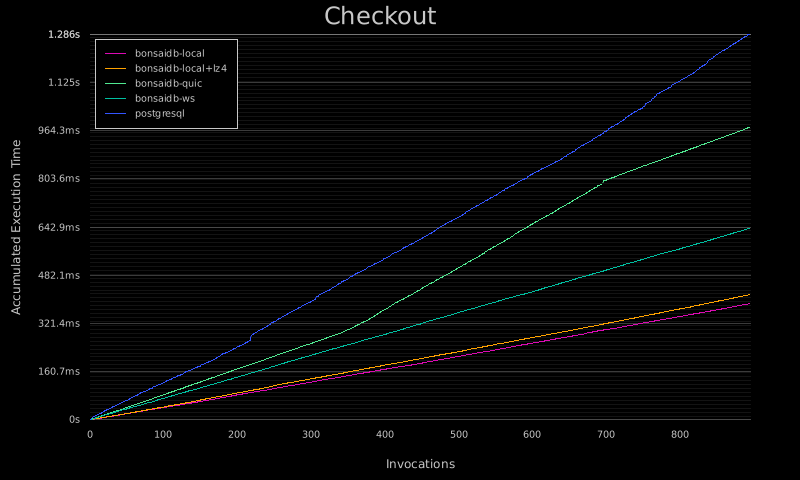 Checkout
1.286s
bonsaidb-local
bonsaidb-local+lz4
bonsaidb-quic
bonsaidb-ws
postgresql
1.125s
964.3ms
803.6ms
642.9ms
482.1ms
321.4ms
160.7ms
0s
Accumulated Execution Time
0 100 200 300 400 500 600 700 800
Invocations